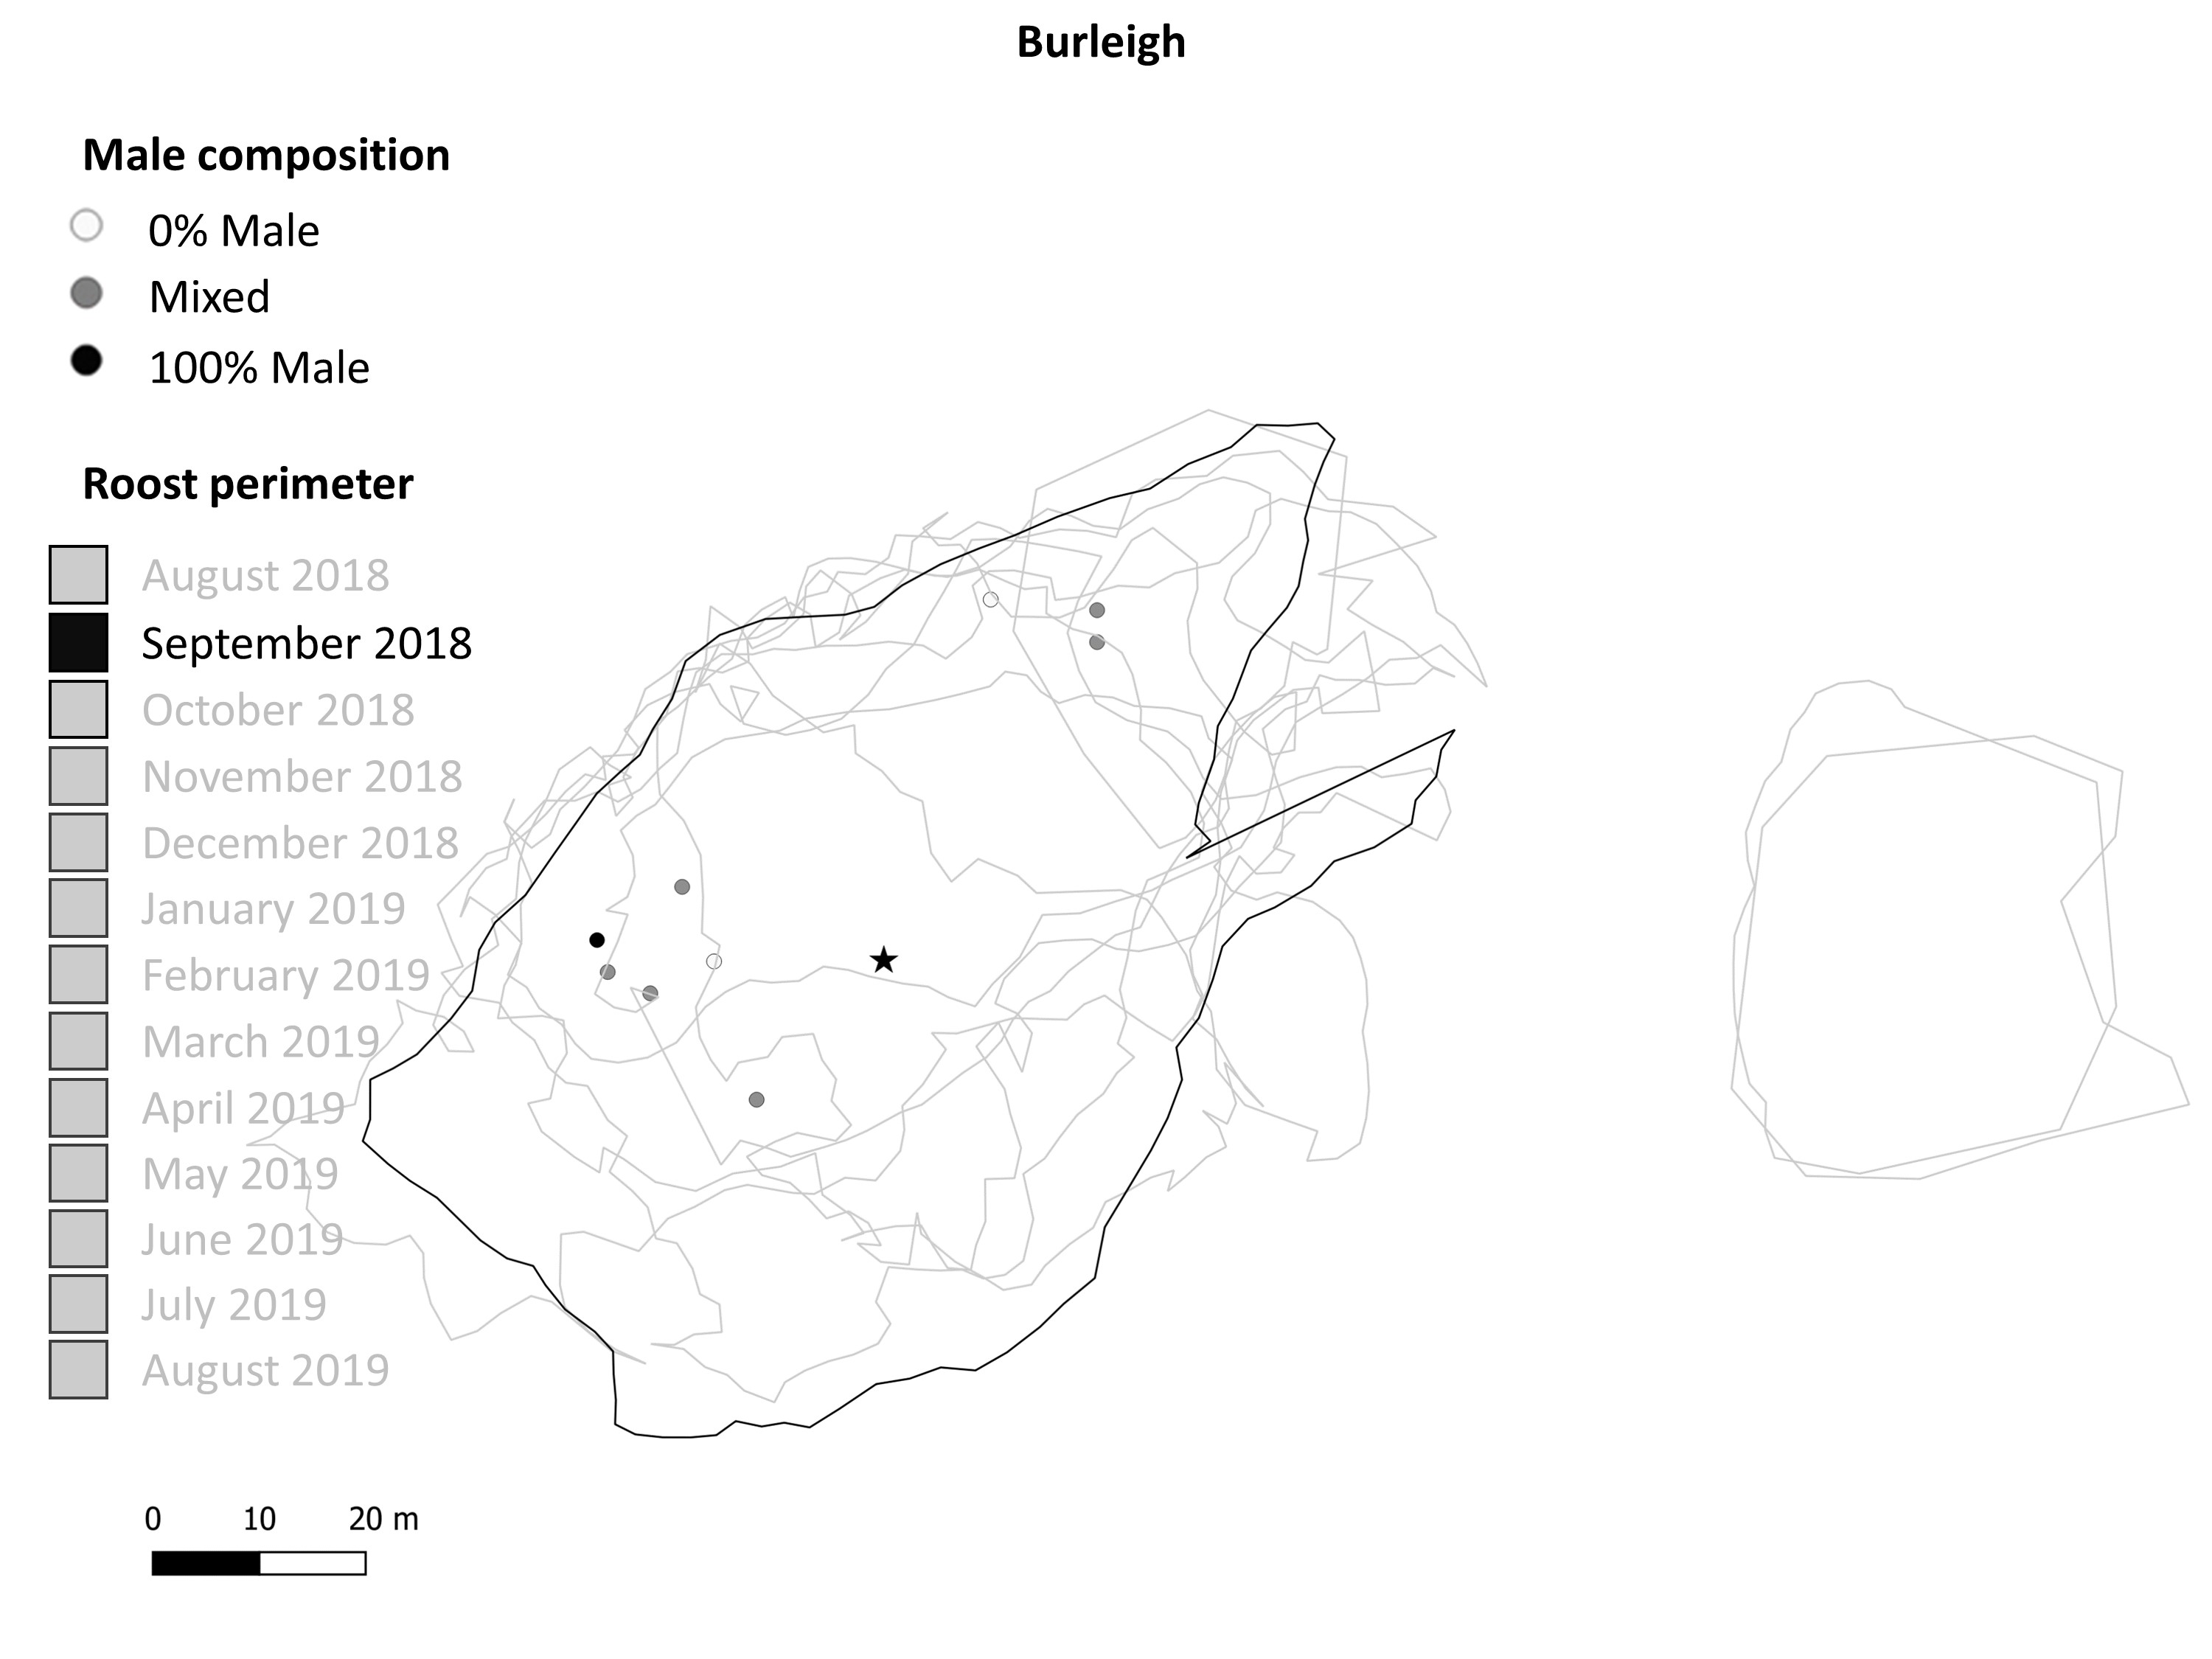 Burleigh
Male composition
0% Male
Mixed
100% Male
Roost perimeter
August 2018
September 2018
October 2018
November 2018
December 2018
January 2019
February 2019
March 2019
April 2019
May 2019
June 2019
July 2019
August 2019
0 10 20 m